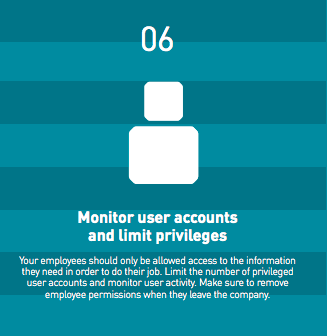 06
Monitor user accounts
and limit privileges
Your employees should only be allowed access to the information
they need in order to do their job. Limit the number of privileged
user accounts and monitor user activity. Make sure to remove
employee permissions when they leave the company.